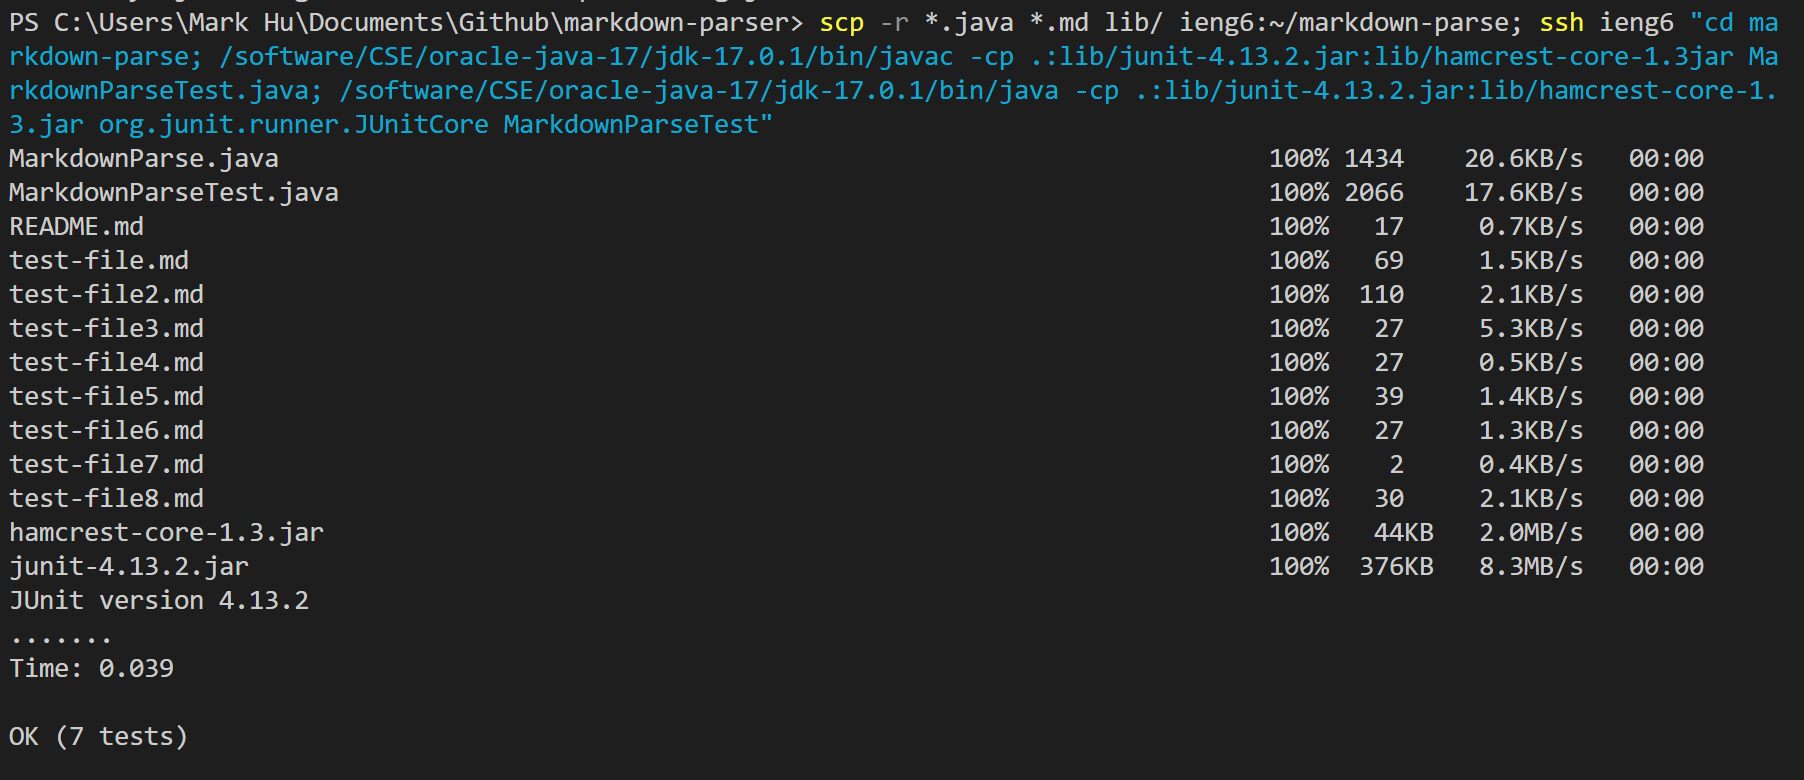 PS C:\Users\Mark Hu\Documents\Github\markdown-parser> scp -r *.java *.md lib/ ieng6:~/markdown-parse; ssh ieng6 "cd ma
rkdown-parse; /software/CSE/oracle-java-17/jdk-17.0.1/bin/javac -cp .:lib/junit-4.13.2.jar:lib/hamcrest-core-1.3jar Ma
rkdownParseTest.java; /software/CSE/oracle-java-17/jdk-17.0.1/bin/java -cp .:lib/junit-4.13.2.jar:lib/hamcrest-core-1.
3.jar org.junit.runner.JUnitCore MarkdownParseTest"
MarkdownParse.java 100% 1434 20.6KB/s 00:00
MarkdownParseTest.java 100% 2066 17.6KB/s 00:00
README.md 100% 17 0.7KB/s 00:00
test-file.md 100% 69 1.5KB/s 00:00
test-file2.md 100% 110 2.1KB/s 00:00
test-file3.md 100% 27 5.3KB/s 00:00
test-file4.md 100% 27 0.5KB/s 00:00
test-file5.md 100% 39 1.4KB/s 00:00
test-file6.md 100% 27 1.3KB/s 00:00
test-file7.md 100% 2 0.4KB/s 00:00
test-file8.md 100% 30 2.1KB/s 00:00
hamcrest-core-1.3.jar 100% 44KB 2.0MB/s 00:00
junit-4.13.2.jar 100% 376KB 8.3MB/s 00:00
JUnit version 4.13.2
.......
Time: 0.039
OK (7 tests)